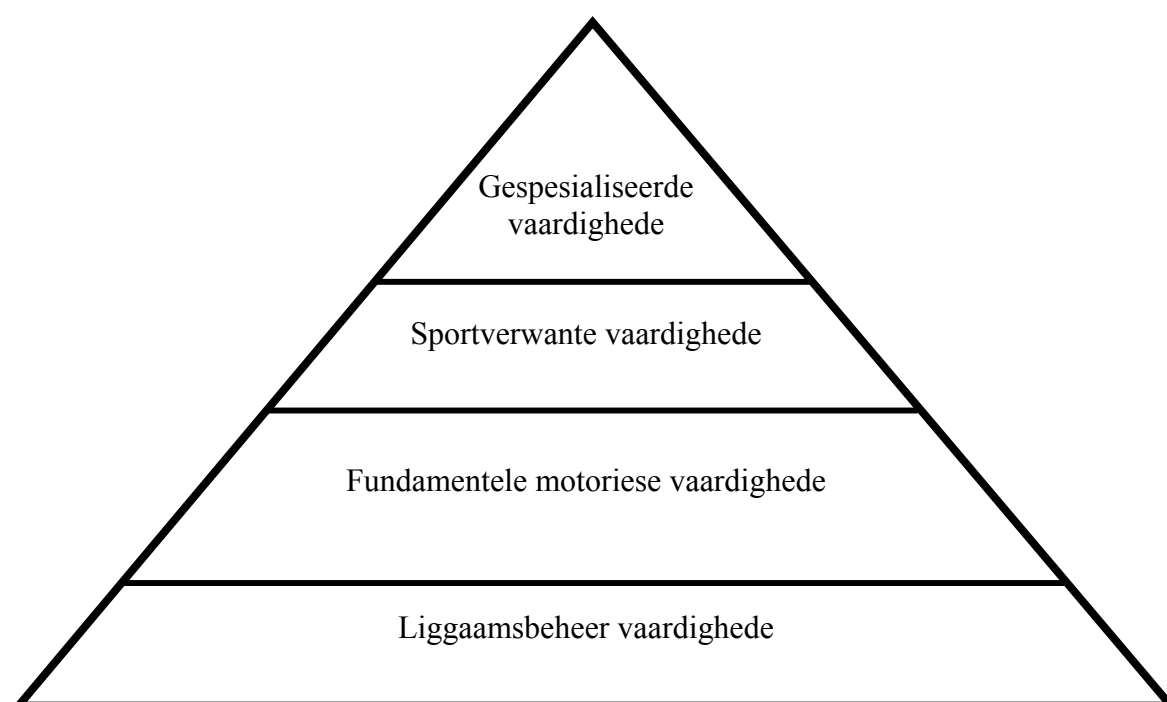 Gespesialiseerde
vaardighede
Sportverwante vaardighede
Fundamentele motoriese vaardighede
Liggaamsbeheer vaardighede